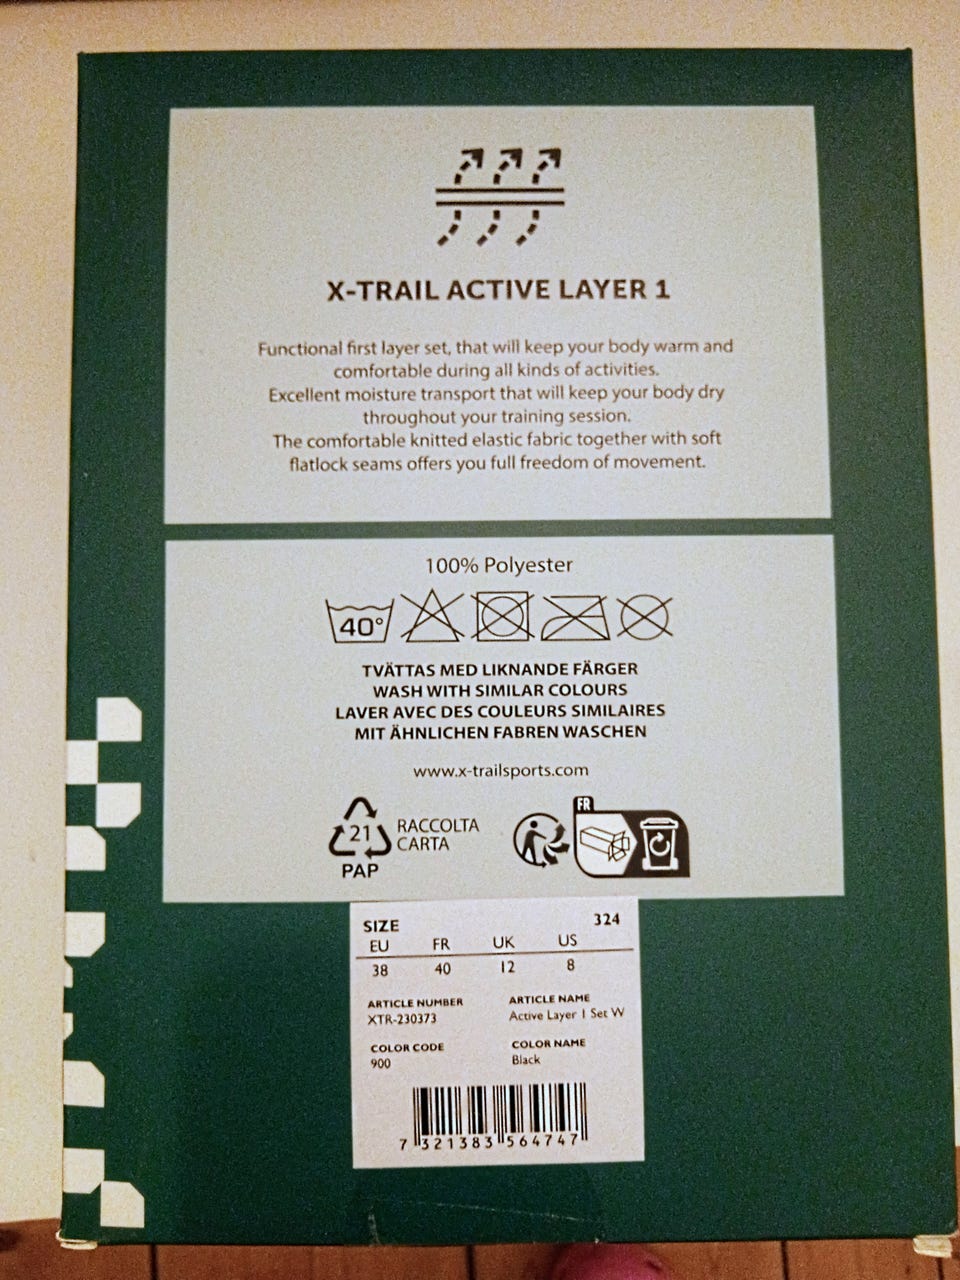 X-TRAIL ACTIVE LAYER 1
Functional first layer set, that will keep your body warm and
comfortable during all kinds of activities.
Excellent moisture transport that will keep your body dry
throughout your training session.
The comfortable knitted elastic fabric together with soft
flatlock seams offers you full freedom of movement.
100% Polyester
40°
TVÄTTAS MED LIKNANDE FÄRGER
WASH WITH SIMILAR COLOURS
LAVER AVEC DES COULEURS SIMILAIRES
MIT ÄHNLICHEN FABREN WASCHEN
www.x-trailsports.com
21
PAP
RACCOLTA
CARTA
FR
SIZE 324
EU FR UK US
38 40 12 8
ARTICLE NUMBER ARTICLE NAME
XTR-230373 Active Layer 1 Set W
COLOR CODE COLOR NAME
900 Black
7 321383 564747